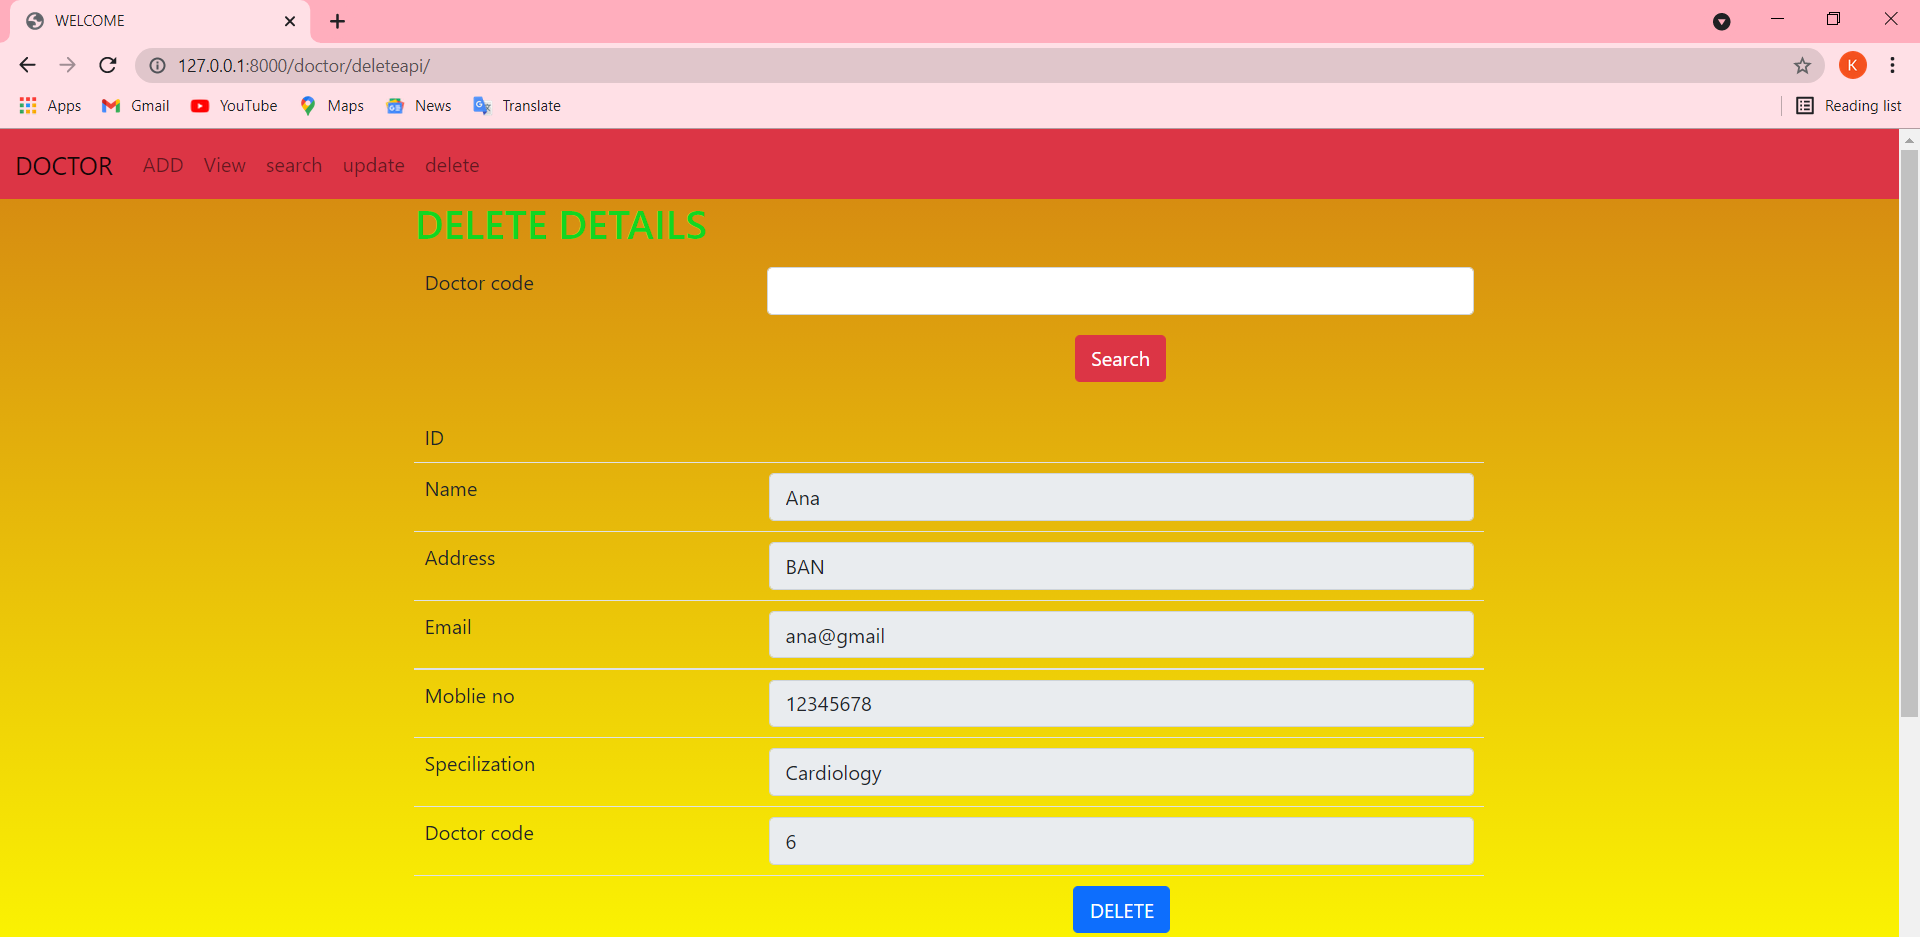 WELCOME
127.0.0.1:8000/doctor/deleteapi/
K
Apps Gmail YouTube Maps News Translate Reading list
DOCTOR ADD View search update delete
DELETE DETAILS
Doctor code
Search
ID
Name Ana
Address BAN
Email ana@gmail
Moblie no 12345678
Specilization Cardiology
Doctor code 6
DELETE